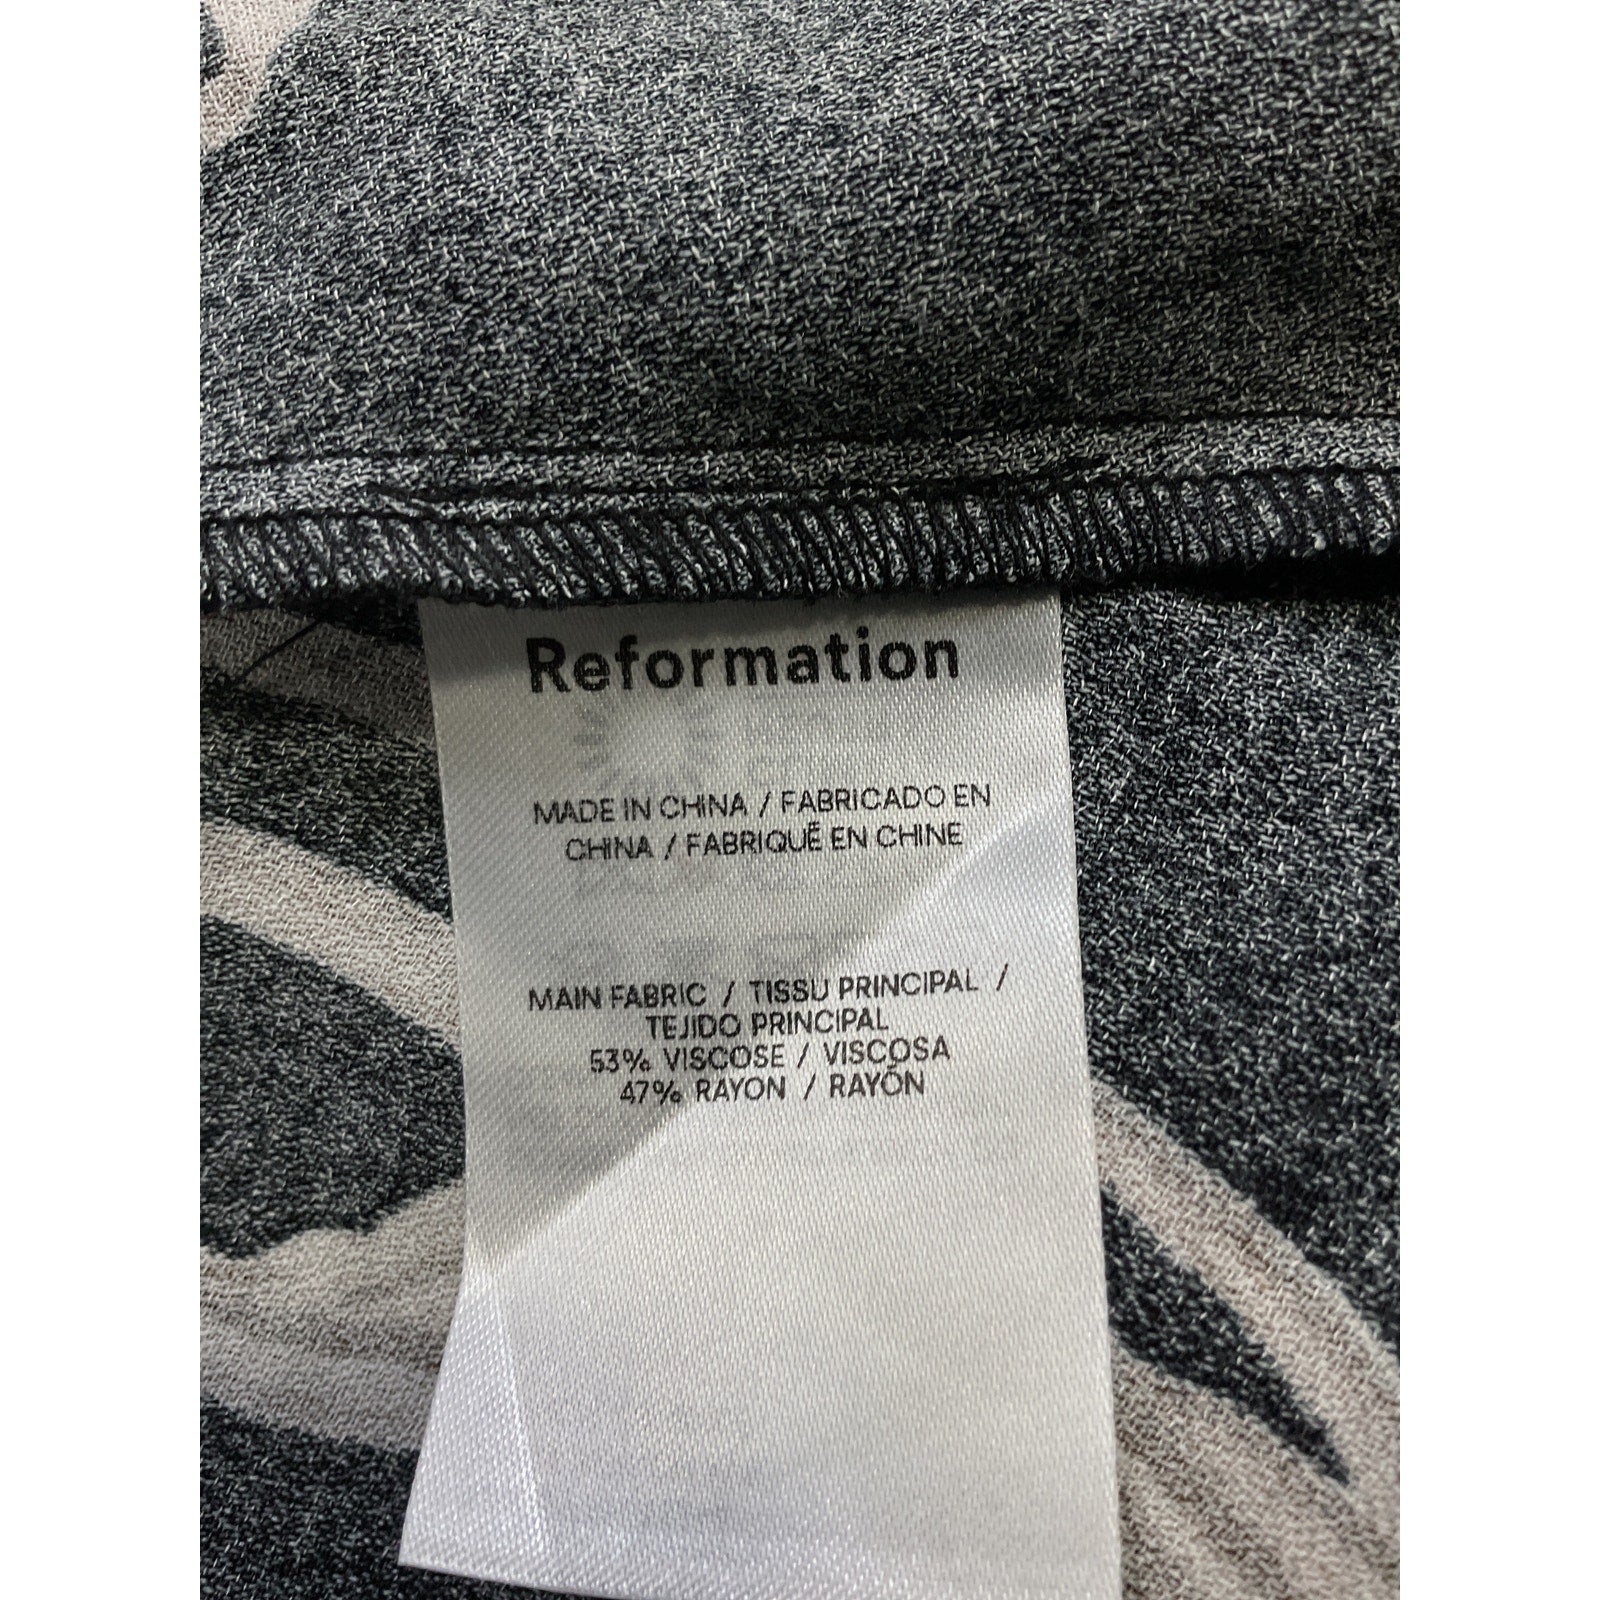 Reformation
MADE IN CHINA / FABRICADO EN
CHINA / FABRIQUÉ EN CHINE
MAIN FABRIC / TISSU PRINCIPAL /
TEJIDO PRINCIPAL
53% VISCOSE / VISCOSA
47% RAYON / RAYÓN